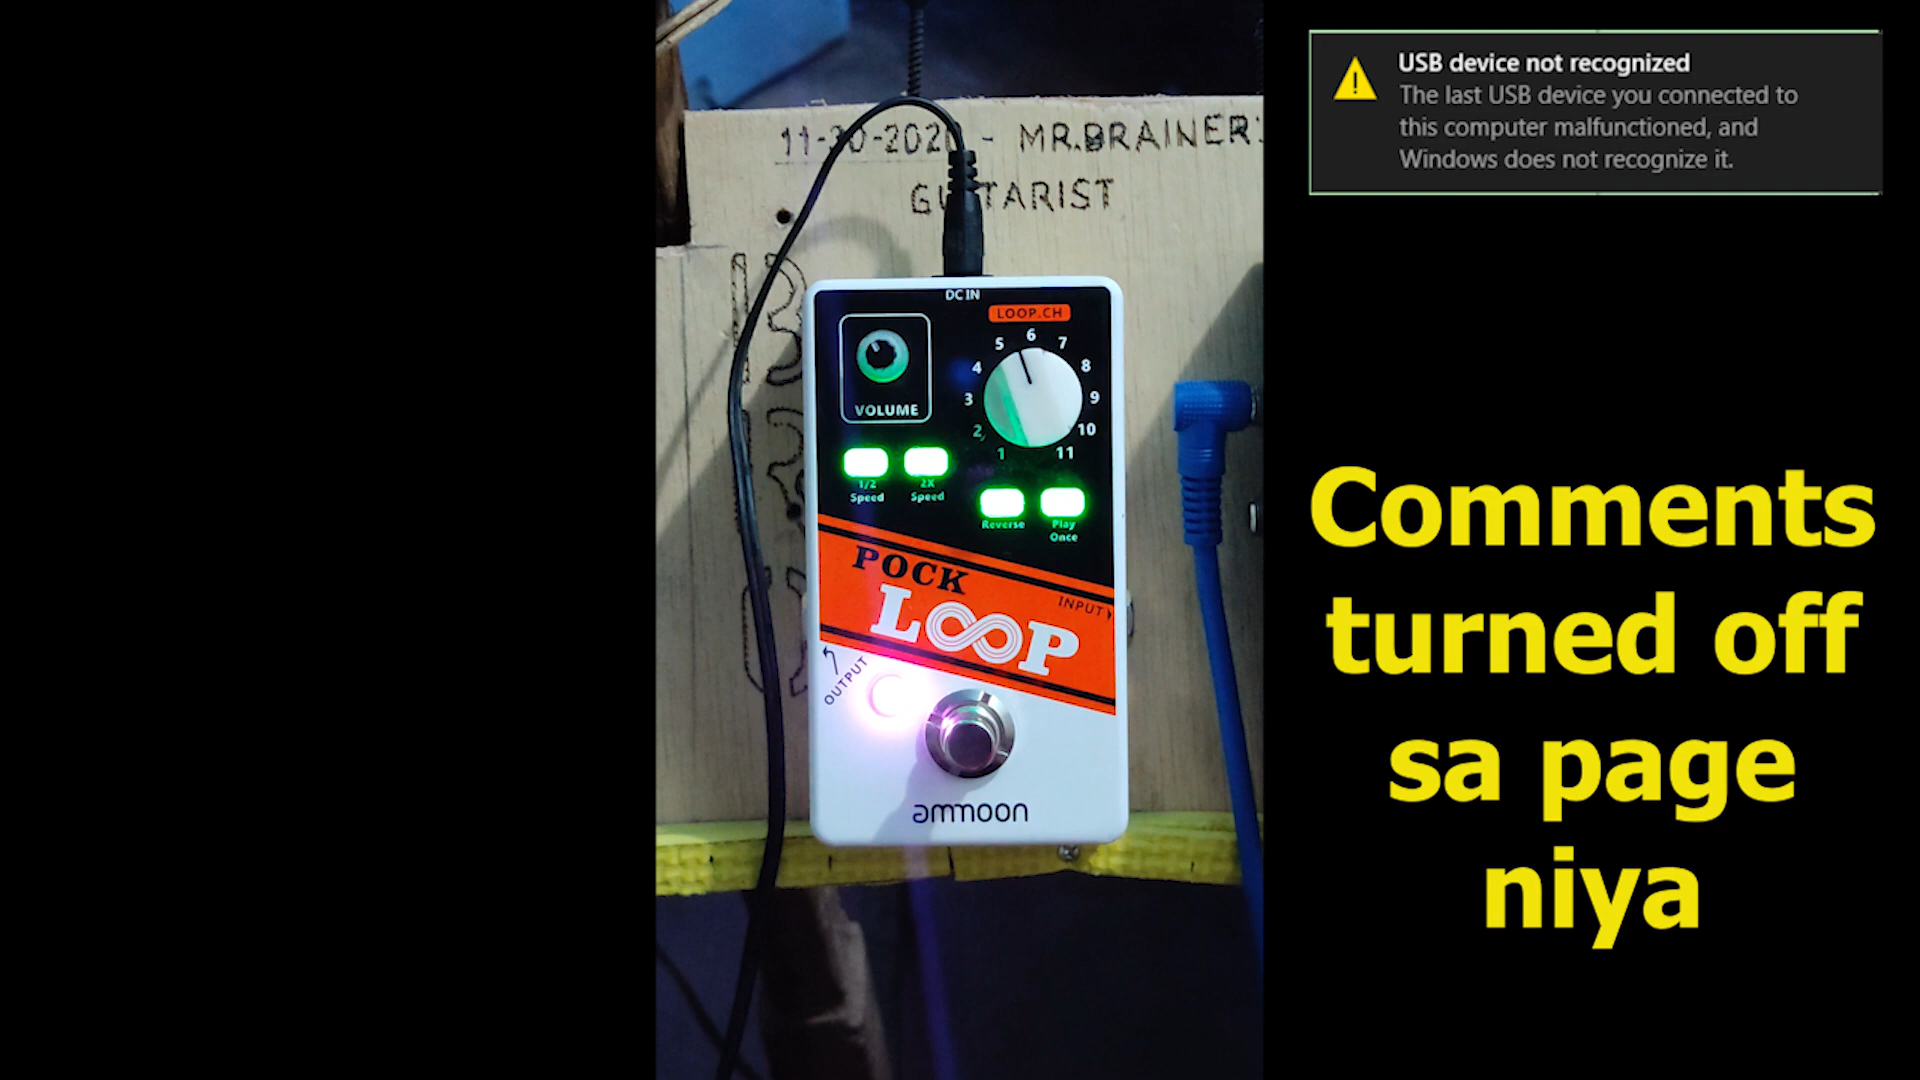 USB device not recognized
The last USB device you connected to
this computer malfunctioned, and
Windows does not recognize it.
MR.BRAINER
GUITARIST
DC IN
LOOP.CH
1
2
3
4
5
6
7
8
9
10
11
VOLUME
1/2
Speed
2X
Speed
Reverse
Play
Once
POCK
LOOP
INPUT
OUTPUT
ammoon
Comments
turned off
sa page
niya